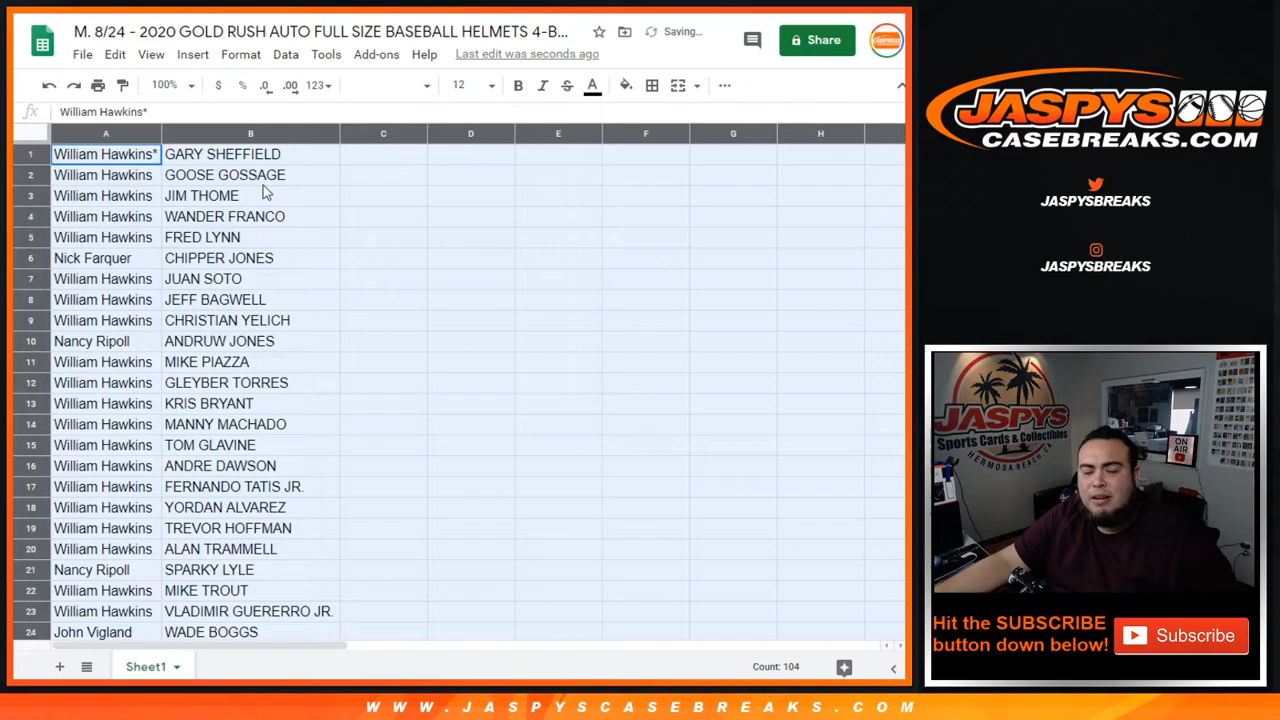 M. 8/24 - 2020 GOLD RUSH AUTO FULL SIZE BASEBALL HELMETS 4-B...
Saving...
File Edit View Insert Format Data Tools Add-ons Help Last edit was seconds ago
Share
100% $ % .0 .00 123 12 B I S A
fx William Hawkins*
A B C D E F G H
1 William Hawkins* GARY SHEFFIELD
2 William Hawkins GOOSE GOSSAGE
3 William Hawkins JIM THOME
4 William Hawkins WANDER FRANCO
5 William Hawkins FRED LYNN
6 Nick Farquer CHIPPER JONES
7 William Hawkins JUAN SOTO
8 William Hawkins JEFF BAGWELL
9 William Hawkins CHRISTIAN YELICH
10 Nancy Ripoll ANDRUW JONES
11 William Hawkins MIKE PIAZZA
12 William Hawkins GLEYBER TORRES
13 William Hawkins KRIS BRYANT
14 William Hawkins MANNY MACHADO
15 William Hawkins TOM GLAVINE
16 William Hawkins ANDRE DAWSON
17 William Hawkins FERNANDO TATIS JR.
18 William Hawkins YORDAN ALVAREZ
19 William Hawkins TREVOR HOFFMAN
20 William Hawkins ALAN TRAMMELL
21 Nancy Ripoll SPARKY LYLE
22 William Hawkins MIKE TROUT
23 William Hawkins VLADIMIR GUERERRO JR.
24 John Vigland WADE BOGGS
Sheet1
Count: 104
JASPYS
CASEBREAKS.COM
JASPYSBREAKS
JASPYSBREAKS
JASPYS
Sports Cards & Collectibles
HERMOSA BEACH, CA
ON
AIR
Hit the SUBSCRIBE
button down below!
Subscribe
WWW.JASPYSCASEBREAKS.COM